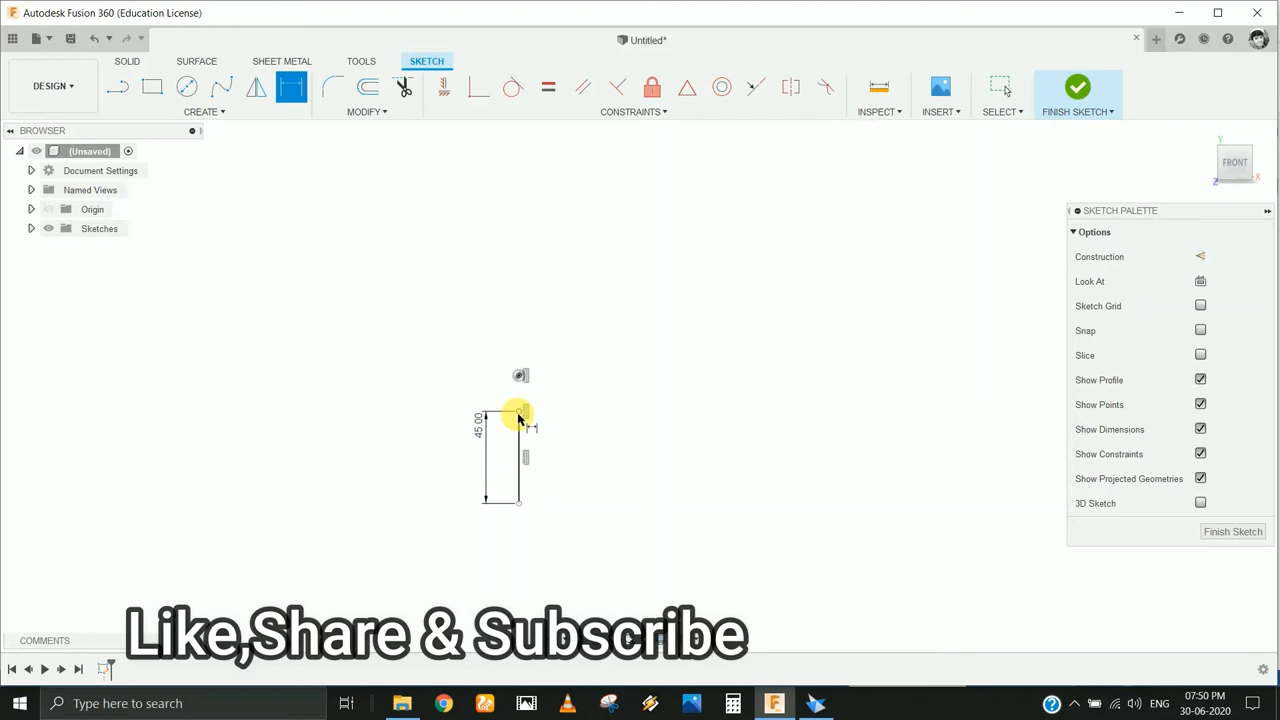 Autodesk Fusion 360 (Education License)
Untitled*
SOLID SURFACE SHEET METAL TOOLS SKETCH
DESIGN
CREATE MODIFY CONSTRAINTS INSPECT INSERT SELECT FINISH SKETCH
BROWSER
(Unsaved)
Document Settings
Named Views
Origin
Sketches
Y
FRONT
Z X
SKETCH PALETTE
Options
Construction
Look At
Sketch Grid
Snap
Slice
Show Profile
Show Points
Show Dimensions
Show Constraints
Show Projected Geometries
3D Sketch
Finish Sketch
45.00
Like,Share & Subscribe
COMMENTS
Type here to search
ENG
07:50 PM
30-06-2020